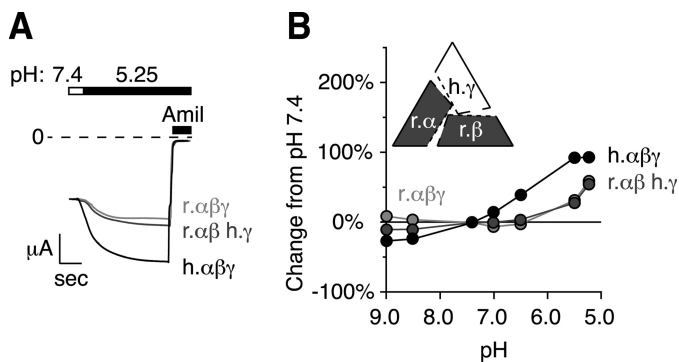 A
pH: 7.4 5.25
Amil
0
r.αβγ
r.αβ h.γ
h.αβγ
μA
sec
B
Change from pH 7.4
200%
100%
0%
-100%
h.γ
r.α
r.β
h.αβγ
r.αβ h.γ
r.αβγ
9.0 8.0 7.0 6.0 5.0
pH